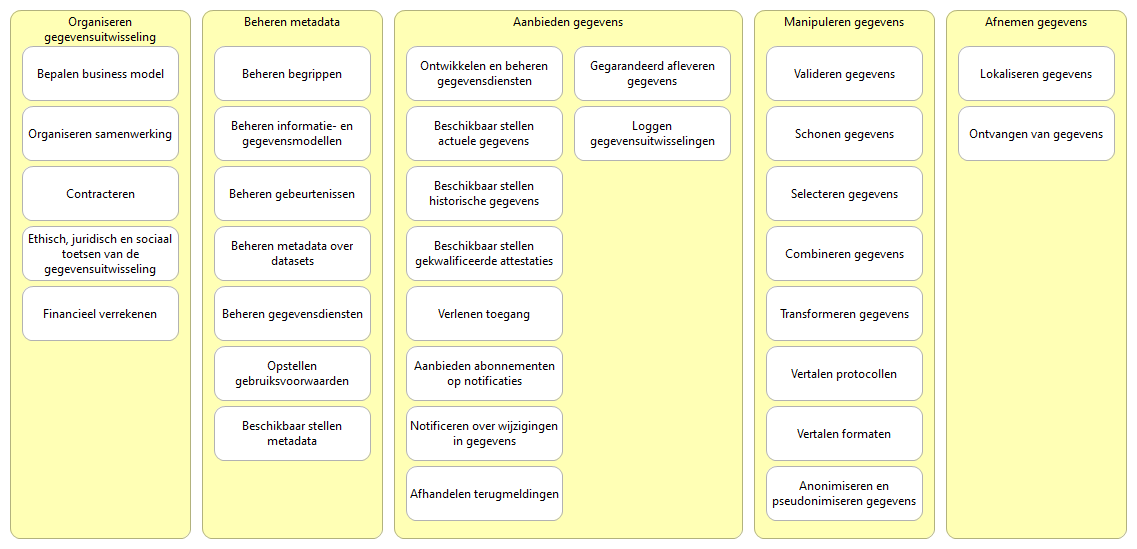 Organiseren
gegevensuitwisseling
Bepalen business model
Organiseren samenwerking
Contracteren
Ethisch, juridisch en sociaal
toetsen van de
gegevensuitwisseling
Financieel verrekenen
Beheren metadata
Beheren begrippen
Beheren informatie- en
gegevensmodellen
Beheren gebeurtenissen
Beheren metadata over
datasets
Beheren gegevensdiensten
Opstellen
gebruiksvoorwaarden
Beschikbaar stellen
metadata
Aanbieden gegevens
Ontwikkelen en beheren
gegevensdiensten
Beschikbaar stellen
actuele gegevens
Beschikbaar stellen
historische gegevens
Beschikbaar stellen
gekwalificeerde attestaties
Verlenen toegang
Aanbieden abonnementen
op notificaties
Notificeren over wijzigingen
in gegevens
Afhandelen terugmeldingen
Gegarandeerd afleveren
gegevens
Loggen
gegevensuitwisselingen
Manipuleren gegevens
Valideren gegevens
Schonen gegevens
Selecteren gegevens
Combineren gegevens
Transformeren gegevens
Vertalen protocollen
Vertalen formaten
Anonimiseren en
pseudonimiseren gegevens
Afnemen gegevens
Lokaliseren gegevens
Ontvangen van gegevens